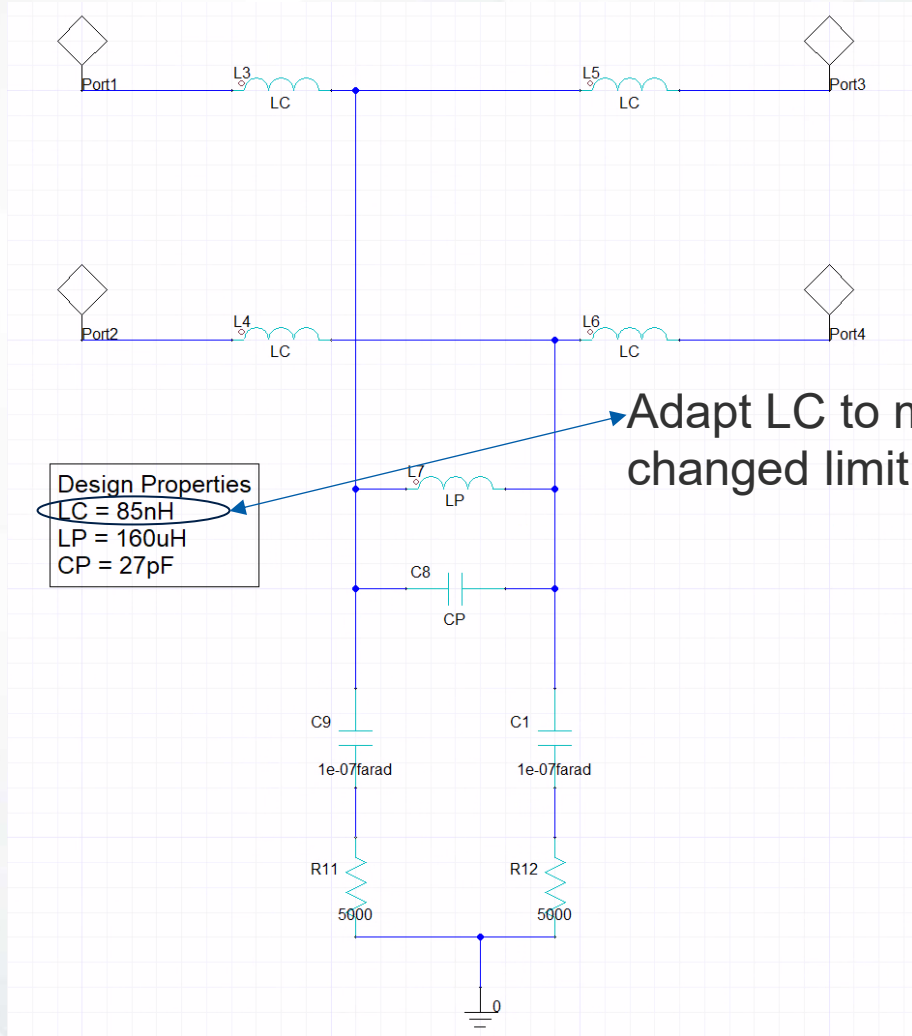 Port1
L3
LC
L5
LC
Port3
Port2
L4
LC
L6
LC
Port4
Adapt LC to
changed limit
Design Properties
LC = 85nH
LP = 160uH
CP = 27pF
L7
LP
C8
CP
C9
1e-07farad
C1
1e-07farad
R11
5000
R12
5000
0